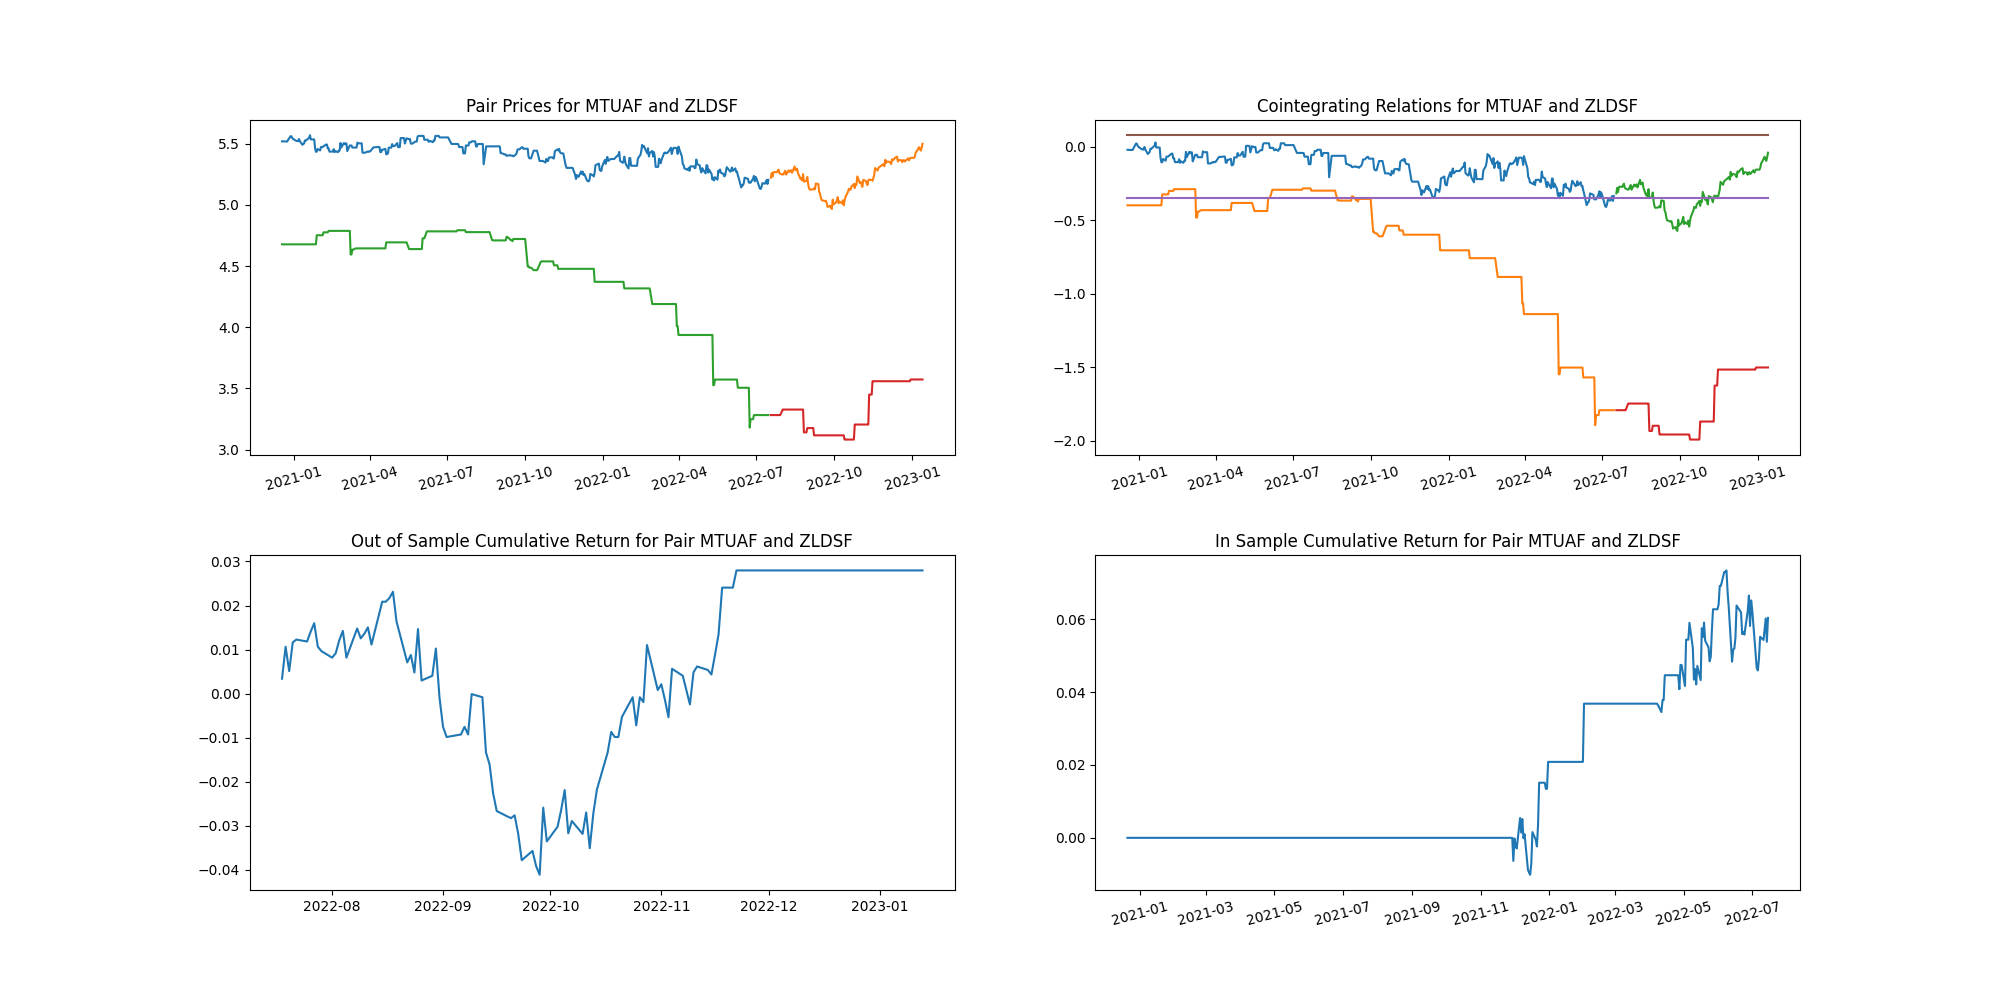 Pair Prices for MTUAF and ZLDSF
5.5
5.0
4.5
4.0
3.5
3.0
2021-01 2021-04 2021-07 2021-10 2022-01 2022-04 2022-07 2022-10 2023-01
Cointegrating Relations for MTUAF and ZLDSF
0.0
−0.5
−1.0
−1.5
−2.0
2021-01 2021-04 2021-07 2021-10 2022-01 2022-04 2022-07 2022-10 2023-01
Out of Sample Cumulative Return for Pair MTUAF and ZLDSF
0.03
0.02
0.01
0.00
−0.01
−0.02
−0.03
−0.04
2022-08 2022-09 2022-10 2022-11 2022-12 2023-01
In Sample Cumulative Return for Pair MTUAF and ZLDSF
0.06
0.04
0.02
0.00
2021-01 2021-03 2021-05 2021-07 2021-09 2021-11 2022-01 2022-03 2022-05 2022-07